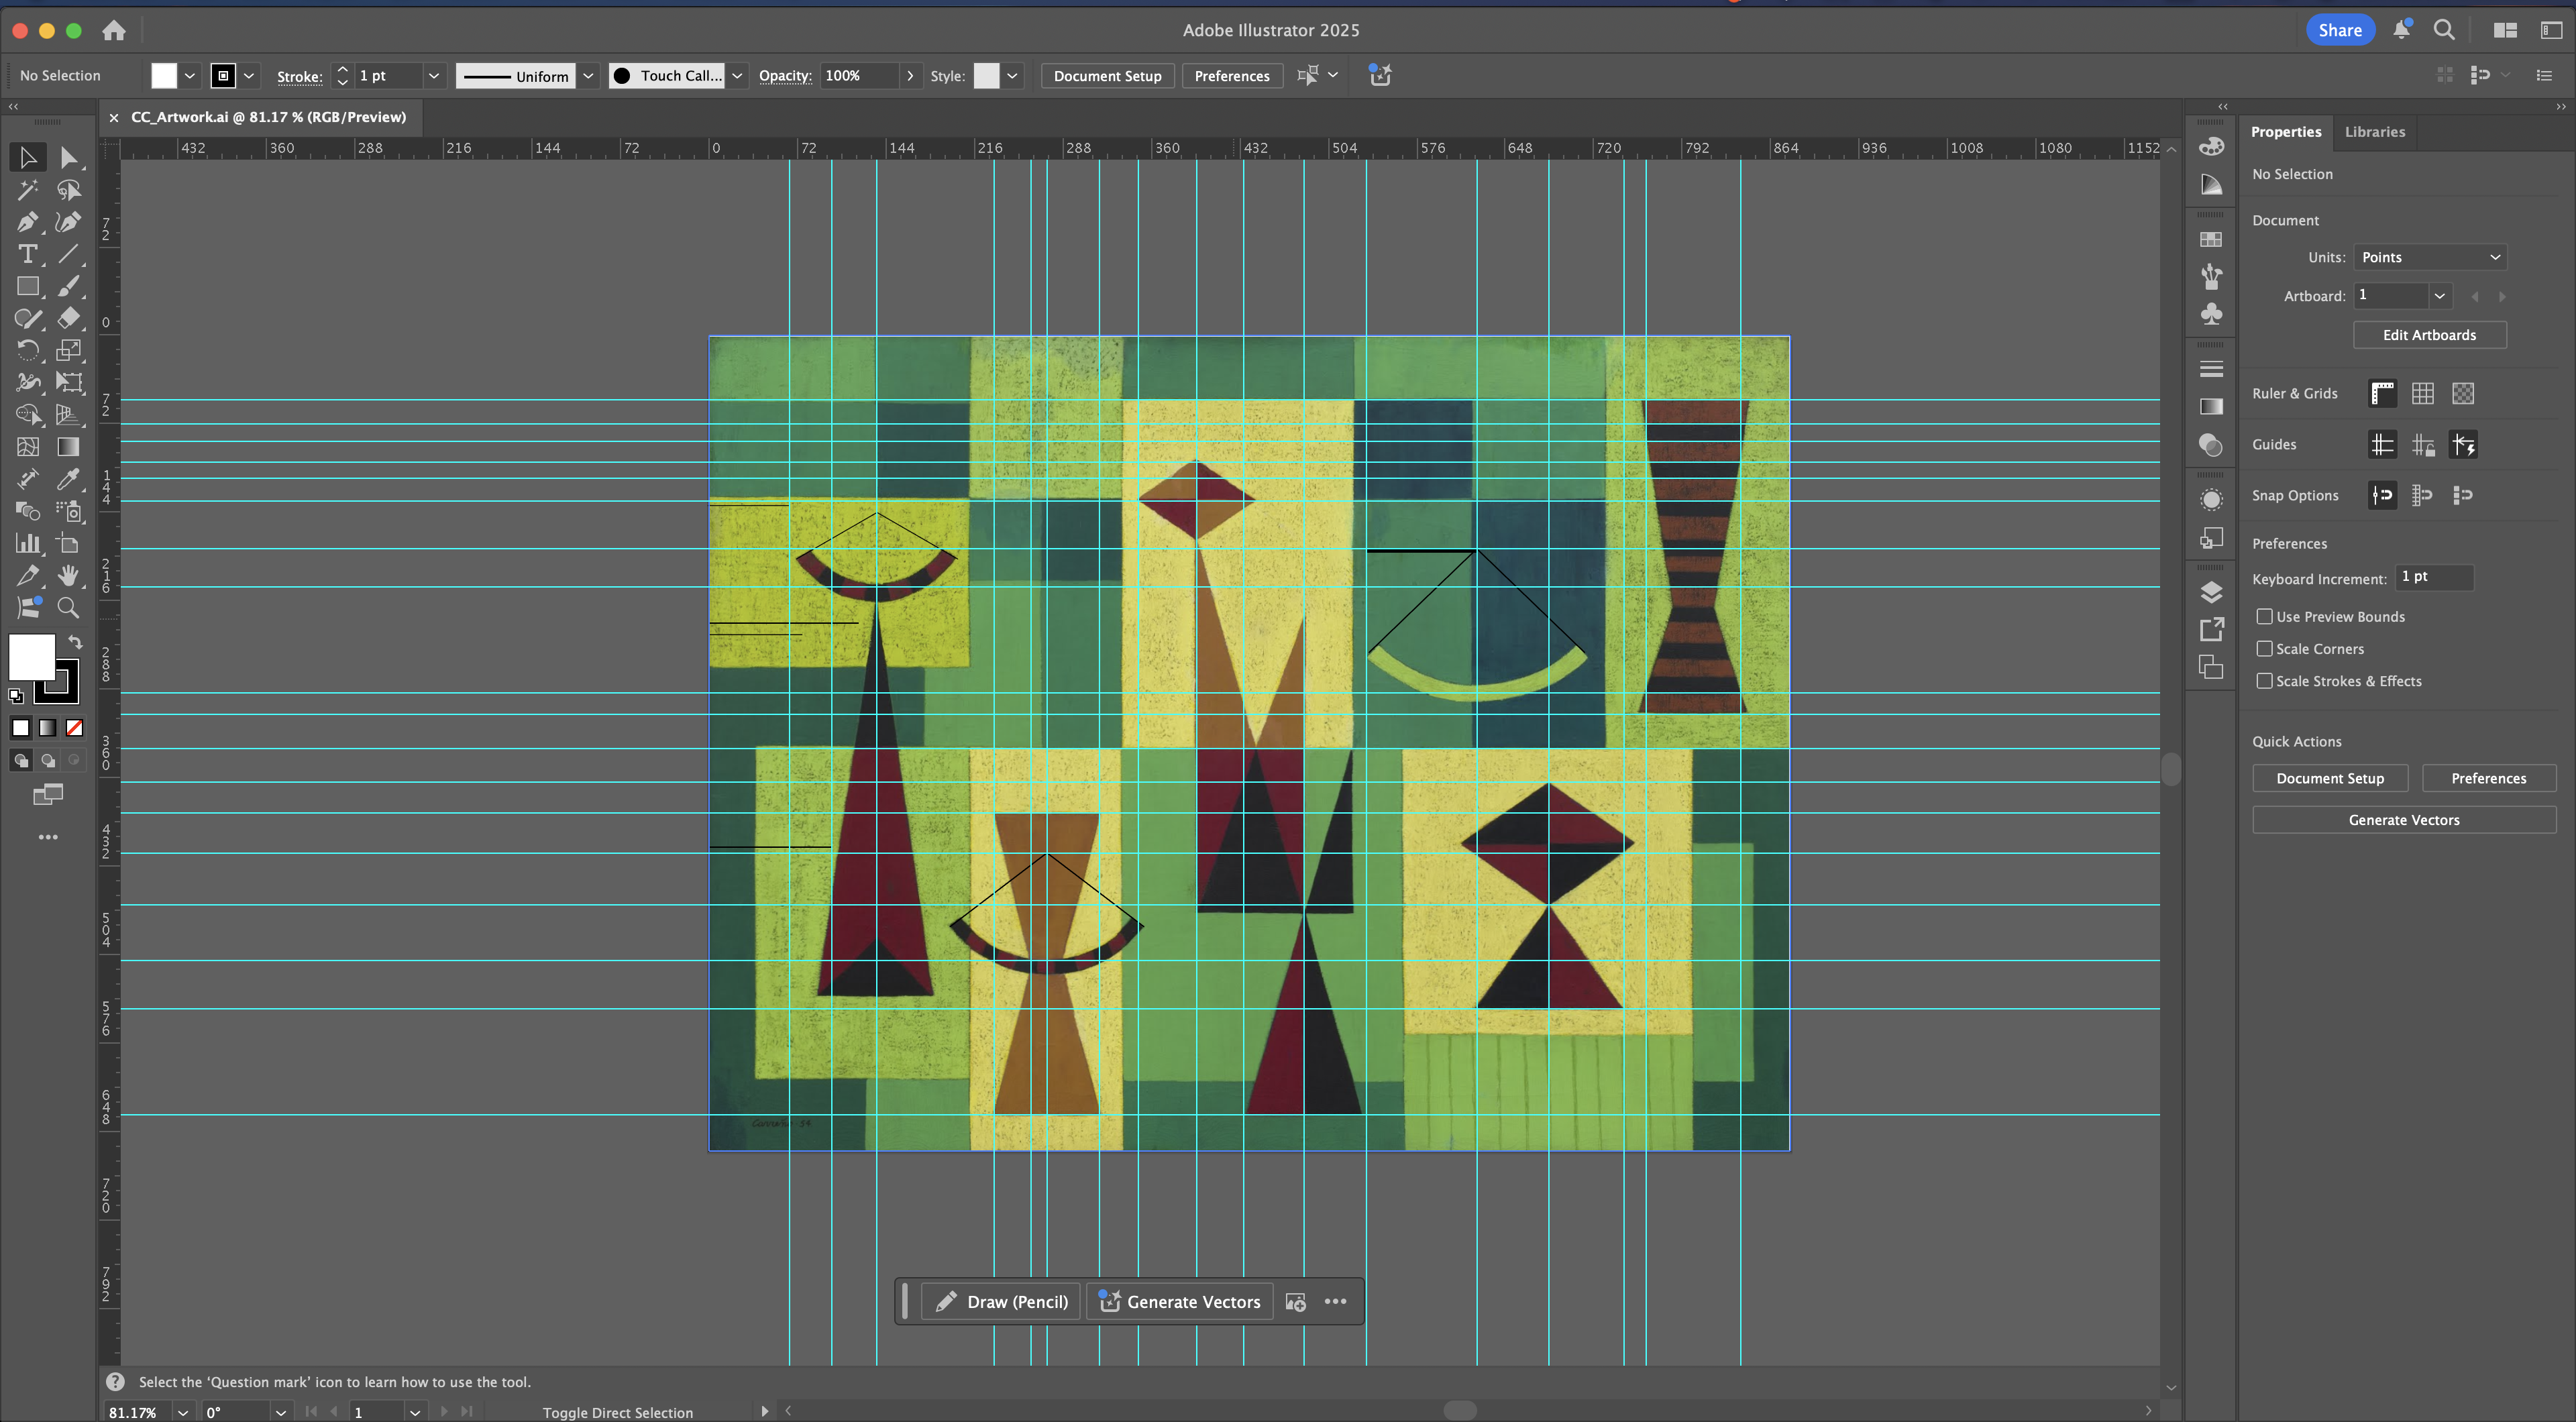 Adobe Illustrator 2025
Share
No Selection
Stroke:
1 pt
Uniform
Touch Call...
Opacity:
100%
Style:
Document Setup
Preferences
CC_Artwork.ai @ 81.17 % (RGB/Preview)
432 360 288 216 144 72 0 72 144 216 288 360 432 504 576 648 720 792 864 936 1008 1080 1152
72
0
72
144
216
288
360
432
504
576
648
720
792
Properties
Libraries
No Selection
Document
Units:
Points
Artboard:
1
Edit Artboards
Ruler & Grids
Guides
Snap Options
Preferences
Keyboard Increment:
1 pt
Use Preview Bounds
Scale Corners
Scale Strokes & Effects
Quick Actions
Document Setup
Preferences
Generate Vectors
Draw (Pencil)
Generate Vectors
Select the ‘Question mark’ icon to learn how to use the tool.
81.17%
0°
1
Toggle Direct Selection